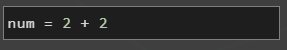 num = 2 + 2